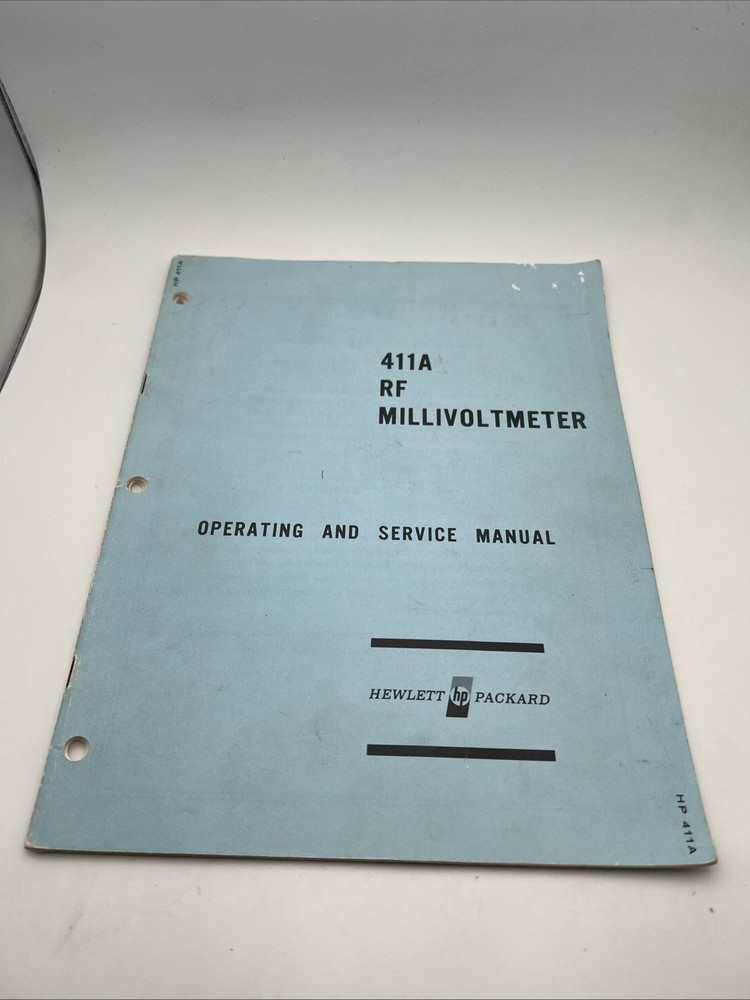 HP 411A
411A
RF
MILLIVOLTMETER
OPERATING AND SERVICE MANUAL
HEWLETT hp PACKARD
HP 411A